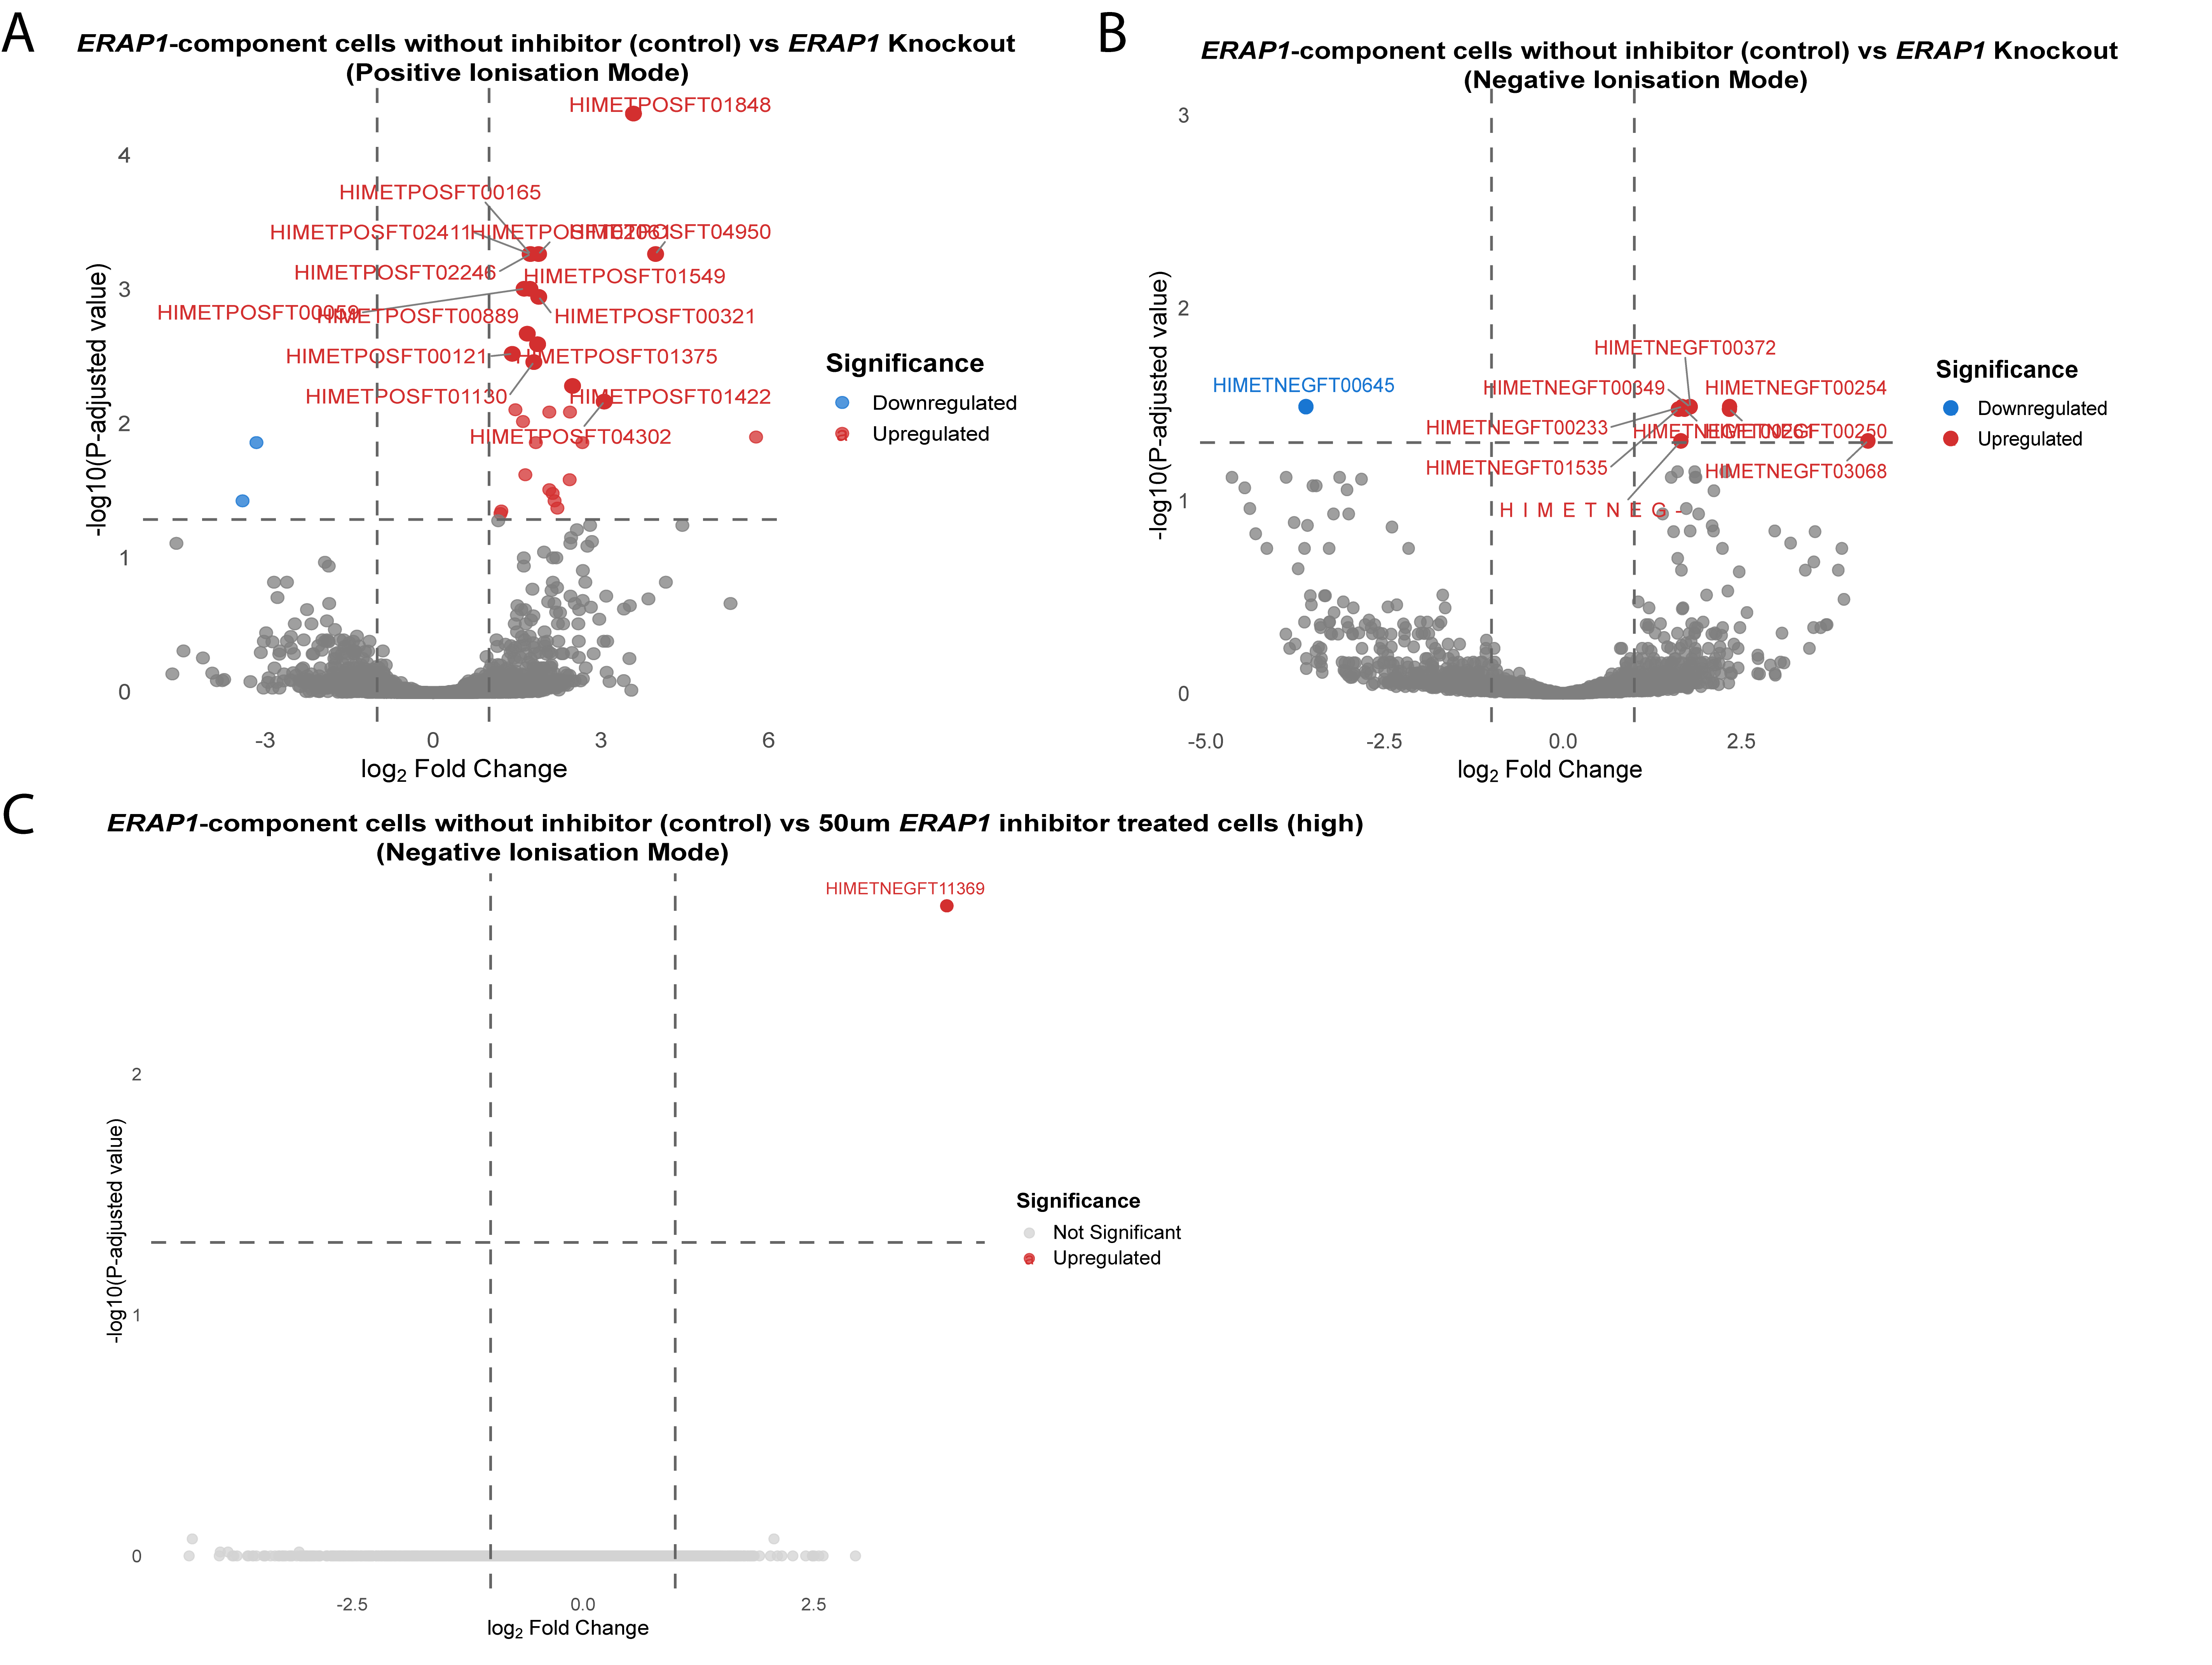 A
ERAP1-component cells without inhibitor (control) vs ERAP1 Knockout
(Positive Ionisation Mode)
HIMETPOSFT01848
4
HIMETPOSFT00165
HIMETPOSFT02411
HIMETPOSFT04950
HIMETPOSFT02246
HIMETPOSFT01549
3
HIMETPOSFT00059
HIMETPOSFT00889
HIMETPOSFT00321
HIMETPOSFT00121
HIMETPOSFT01375
HIMETPOSFT01130
HIMETPOSFT01422
2
HIMETPOSFT04302
1
0
-log10(P-adjusted value)
-3 0 3 6
log2 Fold Change
Significance
Downregulated
Upregulated
B
ERAP1-component cells without inhibitor (control) vs ERAP1 Knockout
(Negative Ionisation Mode)
3
2
HIMETNEGFT00372
HIMETNEGFT00645
HIMETNEGFT00349
HIMETNEGFT00254
HIMETNEGFT00233
HIMETNEGFT00250
HIMETNEGFT01535
HIMETNEGFT03068
1
HIMETNEG-
0
-log10(P-adjusted value)
-5.0 -2.5 0.0 2.5
log2 Fold Change
Significance
Downregulated
Upregulated
C
ERAP1-component cells without inhibitor (control) vs 50um ERAP1 inhibitor treated cells (high)
(Negative Ionisation Mode)
HIMETNEGFT11369
2
1
0
-log10(P-adjusted value)
-2.5 0.0 2.5
log2 Fold Change
Significance
Not Significant
Upregulated